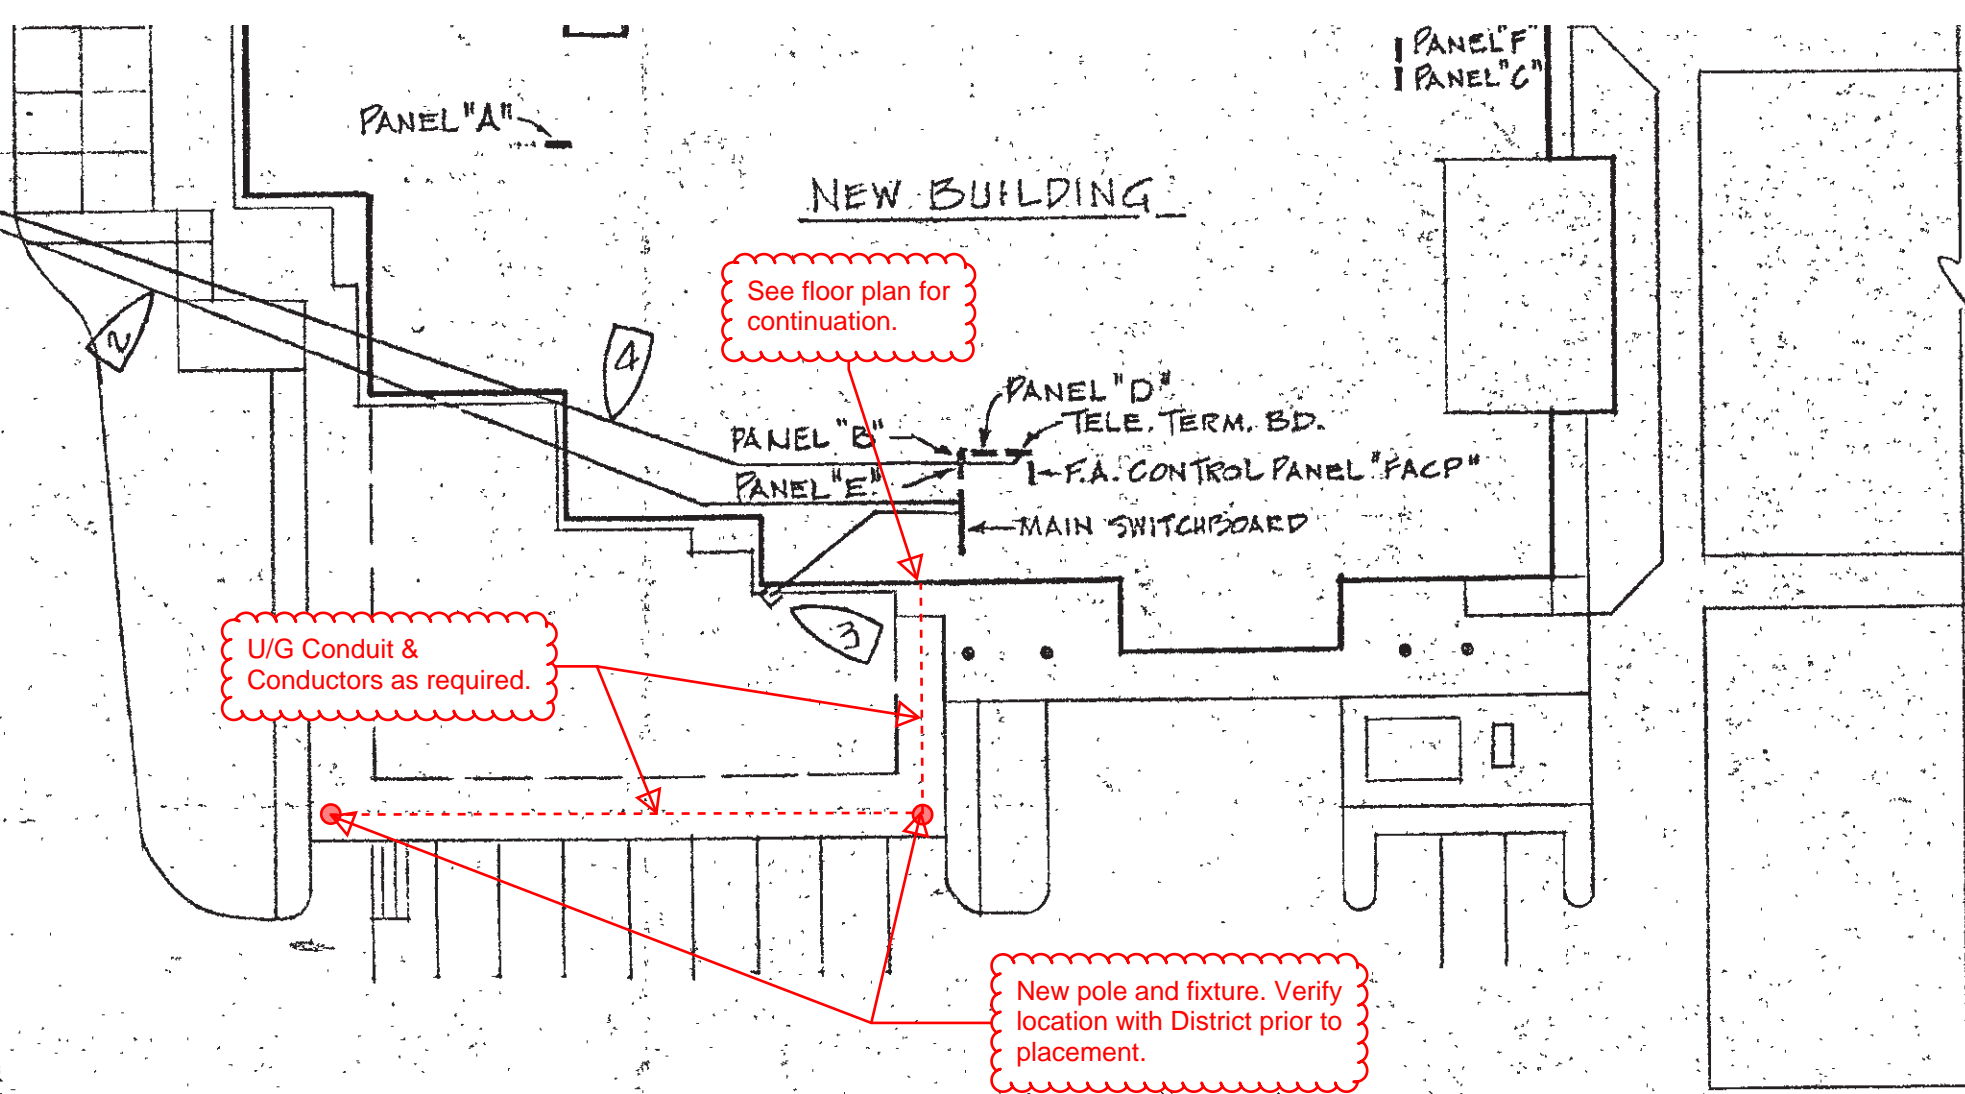 PANEL "F"
PANEL "C"
PANEL "A"
NEW BUILDING
See floor plan for
continuation.
2
4
PANEL "D"
TELE. TERM. BD.
PANEL "B"
F.A. CONTROL PANEL "FACP"
PANEL "E"
MAIN SWITCHBOARD
3
U/G Conduit &
Conductors as required.
New pole and fixture. Verify
location with District prior to
placement.